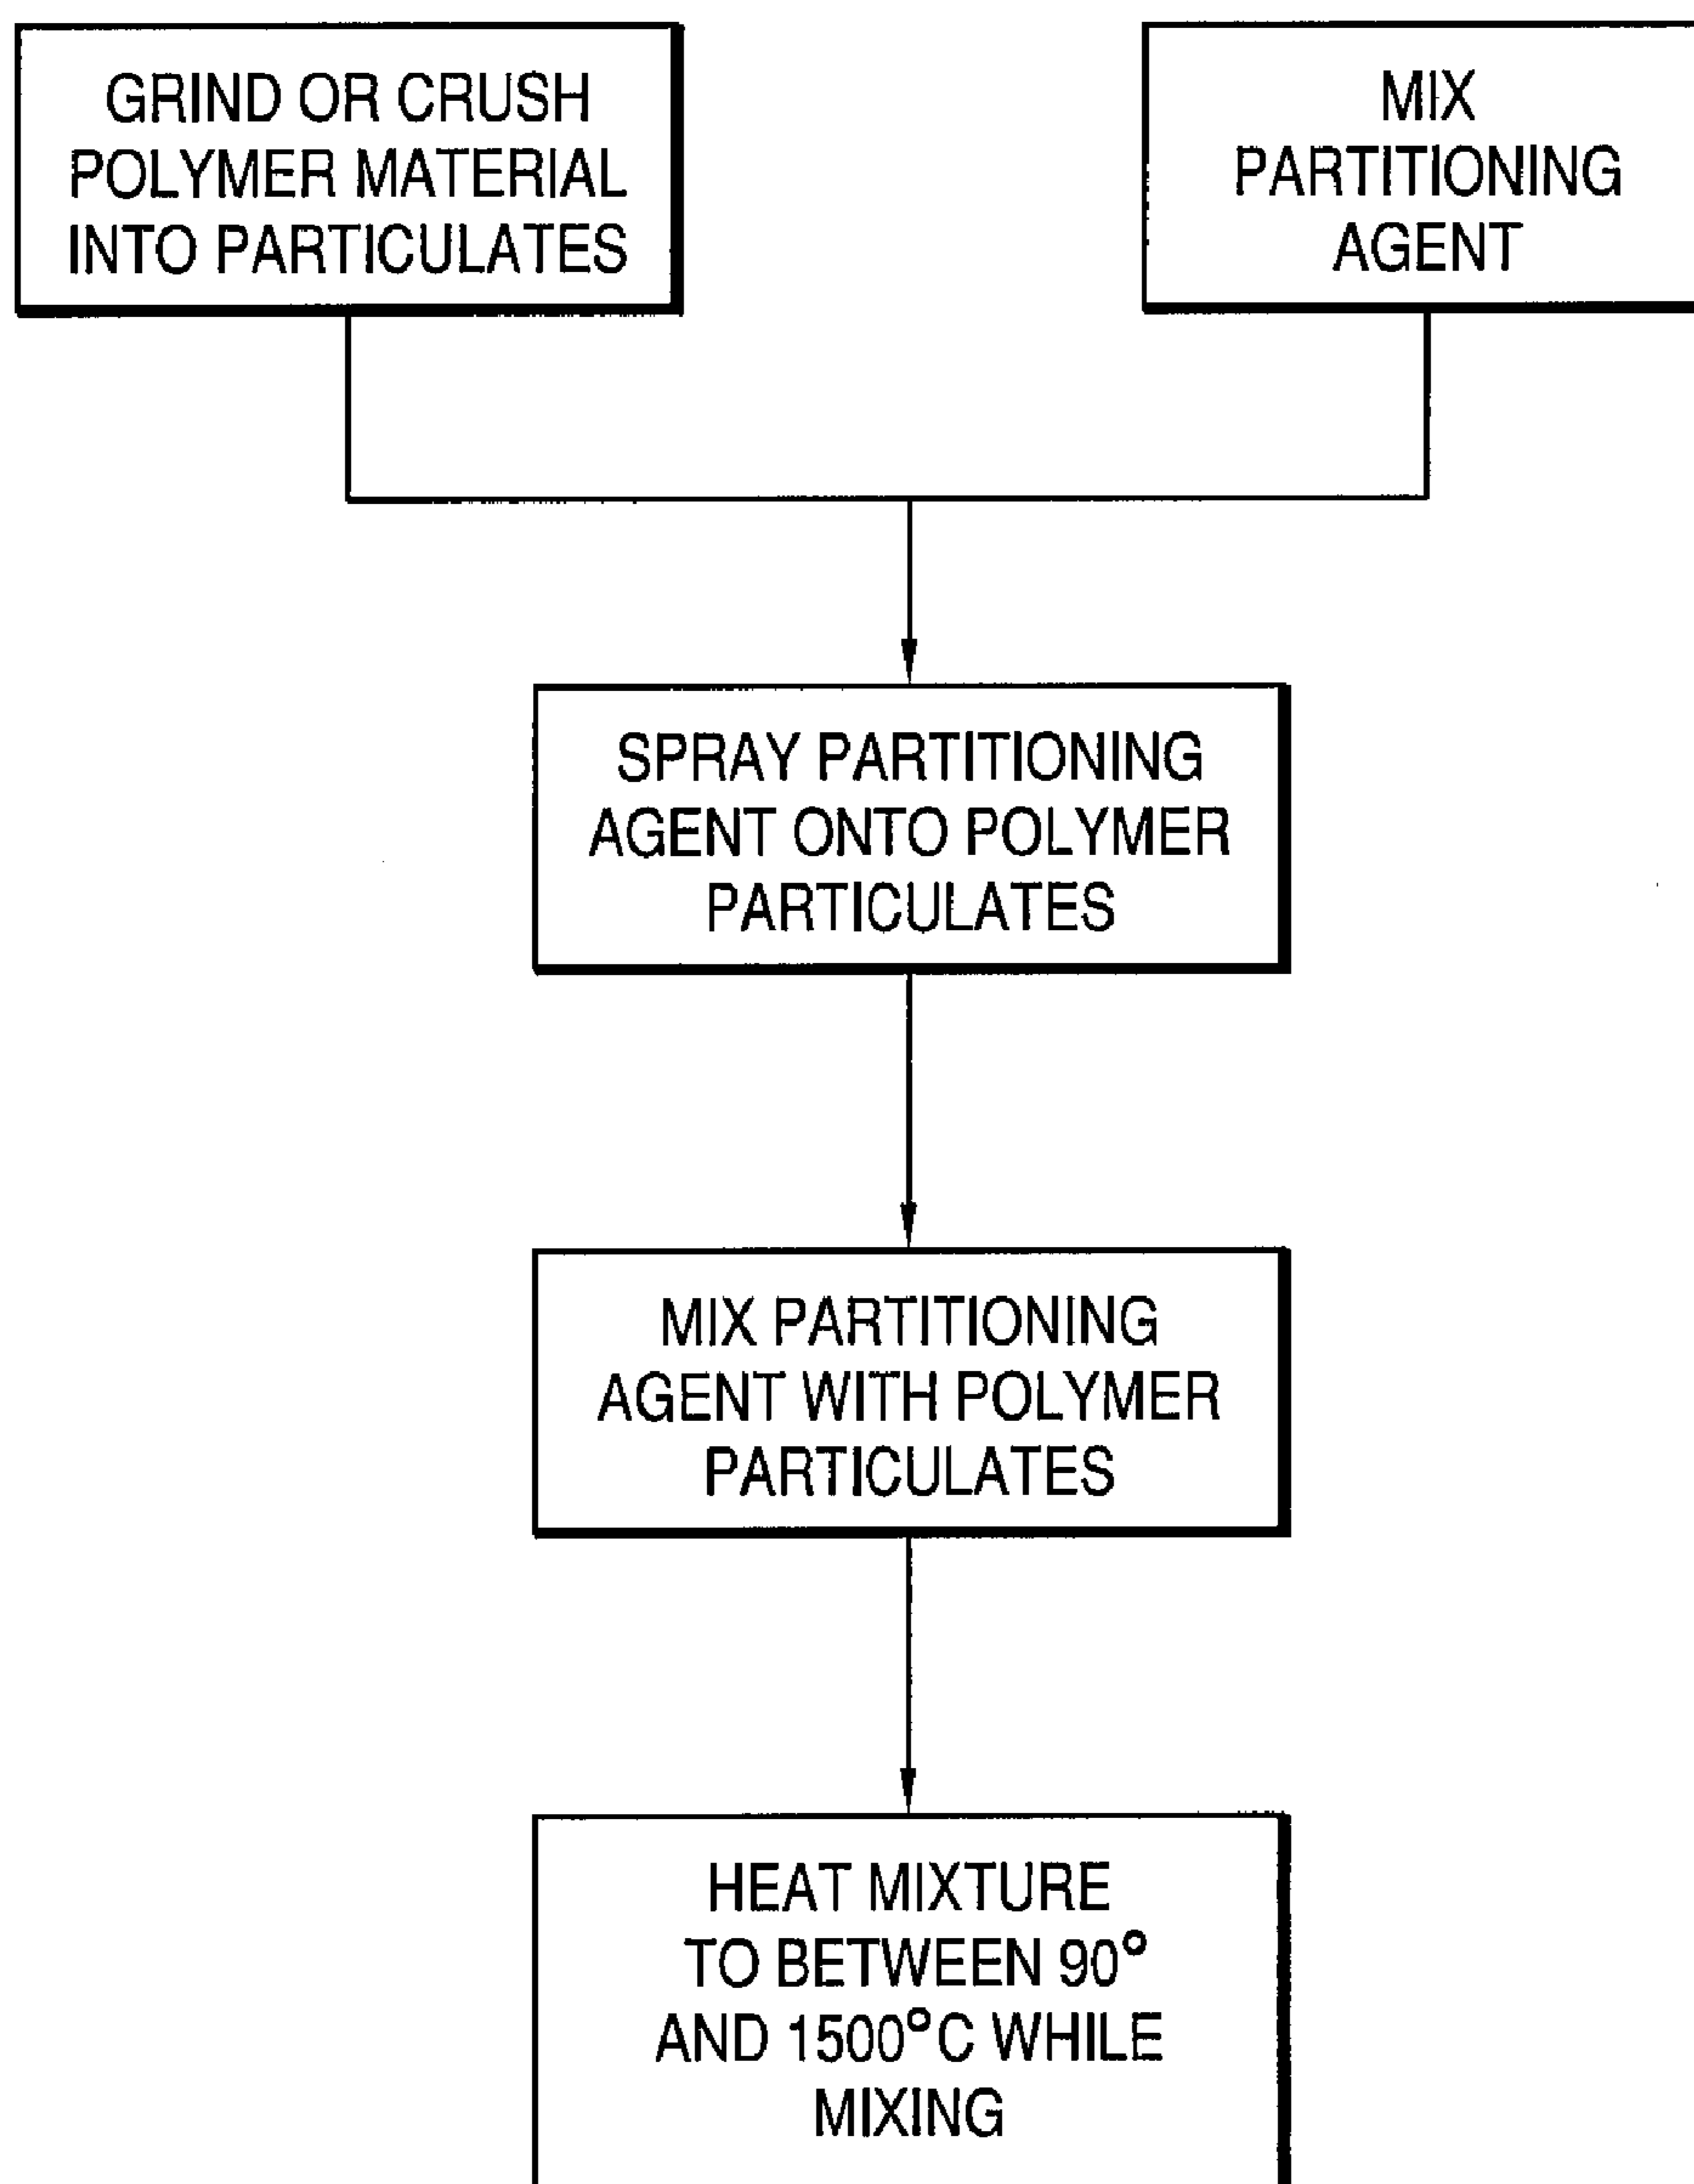 GRIND OR CRUSH
POLYMER MATERIAL
INTO PARTICULATES
MIX
PARTITIONING
AGENT
SPRAY PARTITIONING
AGENT ONTO POLYMER
PARTICULATES
MIX PARTITIONING
AGENT WITH POLYMER
PARTICULATES
HEAT MIXTURE
TO BETWEEN 90°
AND 1500°C WHILE
MIXING